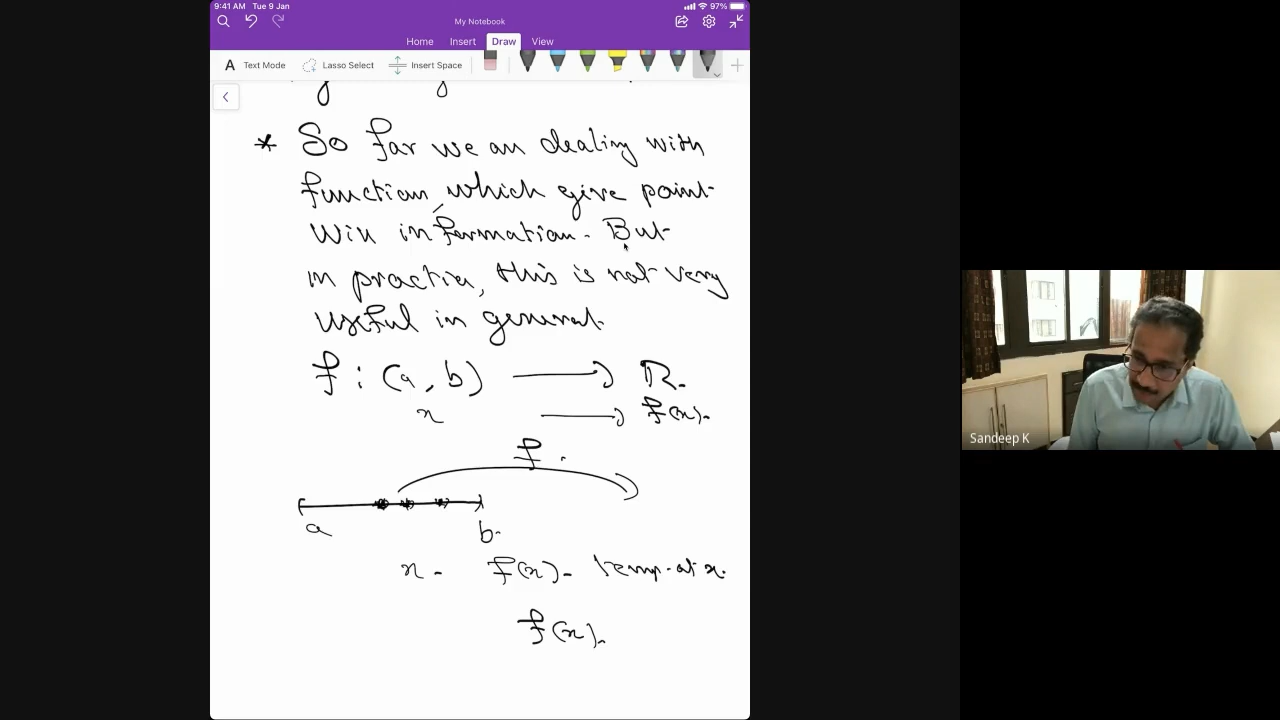 9:41 AM Tue 9 Jan
97%
My Notebook
Home Insert Draw View
A Text Mode Lasso Select Insert Space
* So far we are dealing with
function, which give point-
wise information. But
in practice, this is not very
useful in general.
f : (a, b) → R.
x → f(x).
f.
a b.
x. f(x). temp. at x.
f(x).
Sandeep K